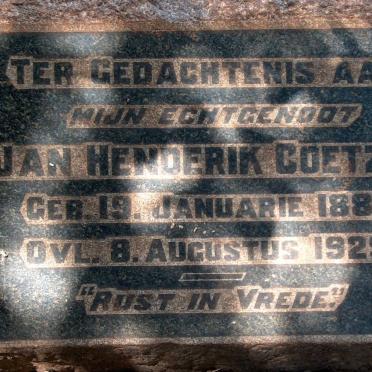 TER GEDACHTENIS AA
MIJN ECHTGENOOT
JAN HENDERIK COETZ
GEB. 19. JANUARIE 188
OVL. 8. AUGUSTUS 192
"RUST IN VREDE."